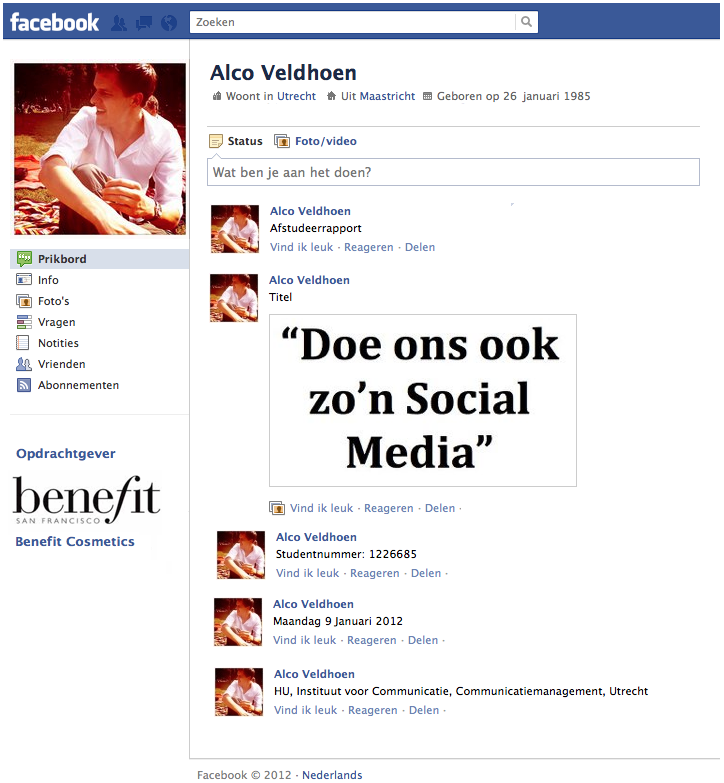 facebook
Zoeken
Alco Veldhoen
Woont in Utrecht Uit Maastricht Geboren op 26 januari 1985
Status Foto/video
Wat ben je aan het doen?
Alco Veldhoen
Afstudeerrapport
Vind ik leuk · Reageren · Delen
Prikbord
Info
Foto's
Vragen
Notities
Vrienden
Abonnementen
Opdrachtgever
benefit
SAN FRANCISCO
Benefit Cosmetics
Alco Veldhoen
Titel
“Doe ons ook
zo’n Social
Media”
Vind ik leuk · Reageren · Delen ·
Alco Veldhoen
Studentnummer: 1226685
Vind ik leuk · Reageren · Delen ·
Alco Veldhoen
Maandag 9 Januari 2012
Vind ik leuk · Reageren · Delen ·
Alco Veldhoen
HU, Instituut voor Communicatie, Communicatiemanagement, Utrecht
Vind ik leuk · Reageren · Delen ·
Facebook © 2012 · Nederlands